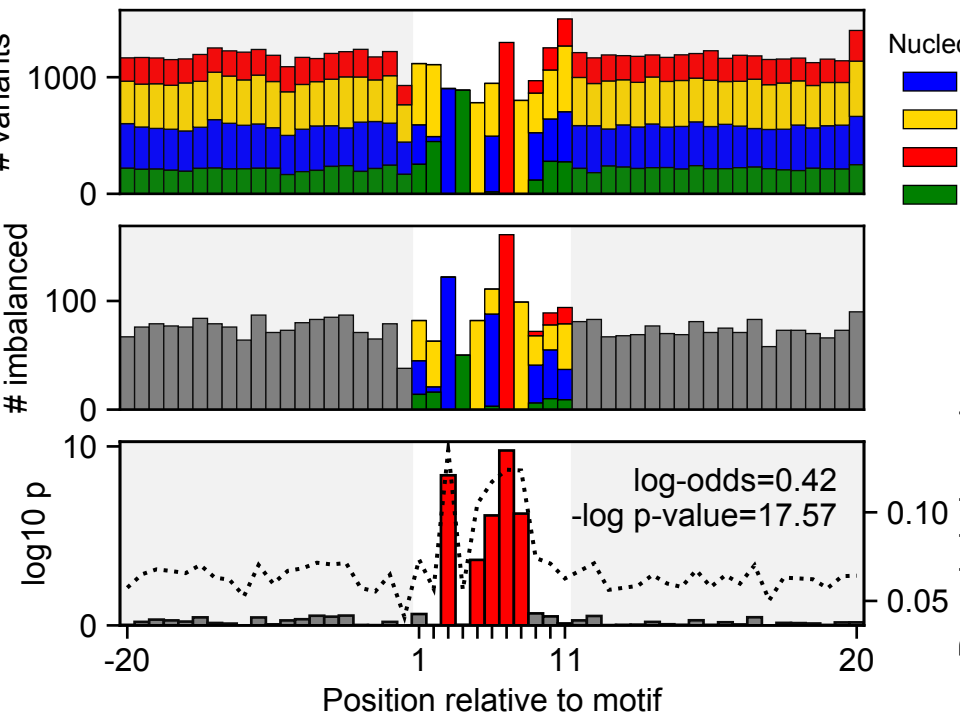 # variants
1000
0
Nucleo
# imbalanced
100
0
log10 p
10
0
log-odds=0.42
-log p-value=17.57
0.10
0.05
-20
1
11
20
Position relative to motif